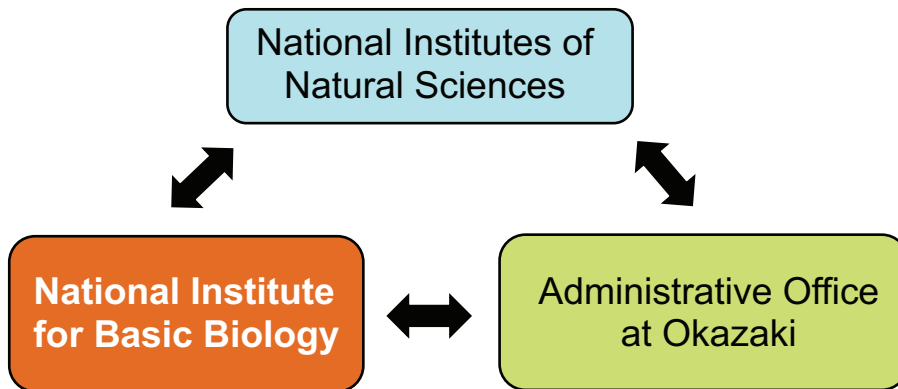 National Institutes of
Natural Sciences
National Institute
for Basic Biology
Administrative Office
at Okazaki